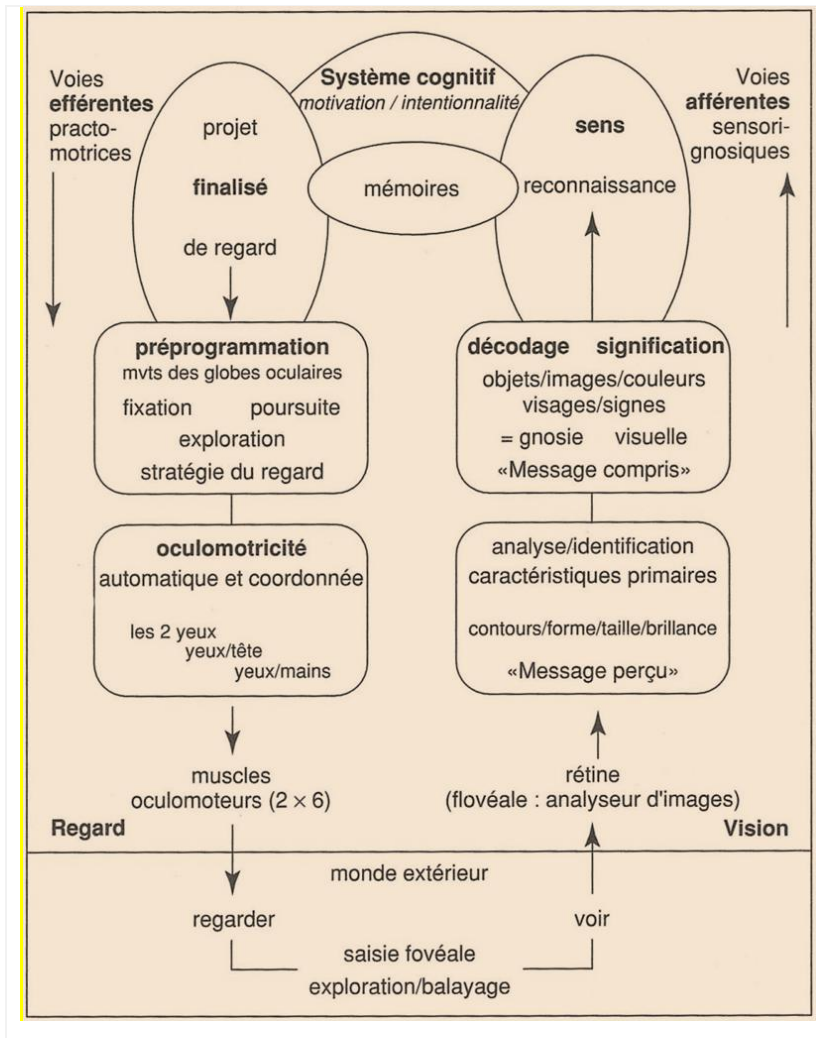 Voies
efférentes
practo-
motrices
Système cognitif
motivation / intentionnalité
Voies
afférentes
sensori-
gnosiques
projet
finalisé
de regard
mémoires
sens
reconnaissance
préprogrammation
mvts des globes oculaires
fixation poursuite
exploration
stratégie du regard
décodage signification
objets/images/couleurs
visages/signes
= gnosie visuelle
«Message compris»
oculomotricité
automatique et coordonnée
les 2 yeux
yeux/tête
yeux/mains
analyse/identification
caractéristiques primaires
contours/forme/taille/brillance
«Message perçu»
muscles
oculomoteurs (2 × 6)
rétine
(flovéale : analyseur d'images)
Regard
Vision
monde extérieur
regarder
voir
saisie fovéale
exploration/balayage